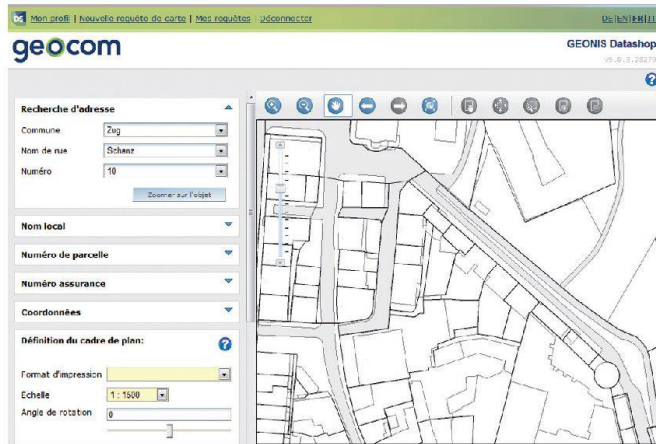 Mon profil | Nouvelle requête de carte | Mes requêtes | Déconnecter
DE|EN|FR|IT
geocom
GEONIS Datashop
Recherche d'adresse
Commune Zug
Nom de rue Schanz
Numéro 10
Zoomer sur l'objet
Nom local
Numéro de parcelle
Numéro assurance
Coordonnées
Définition du cadre de plan:
Format d'impression
Echelle 1 : 1500
Angle de rotation 0